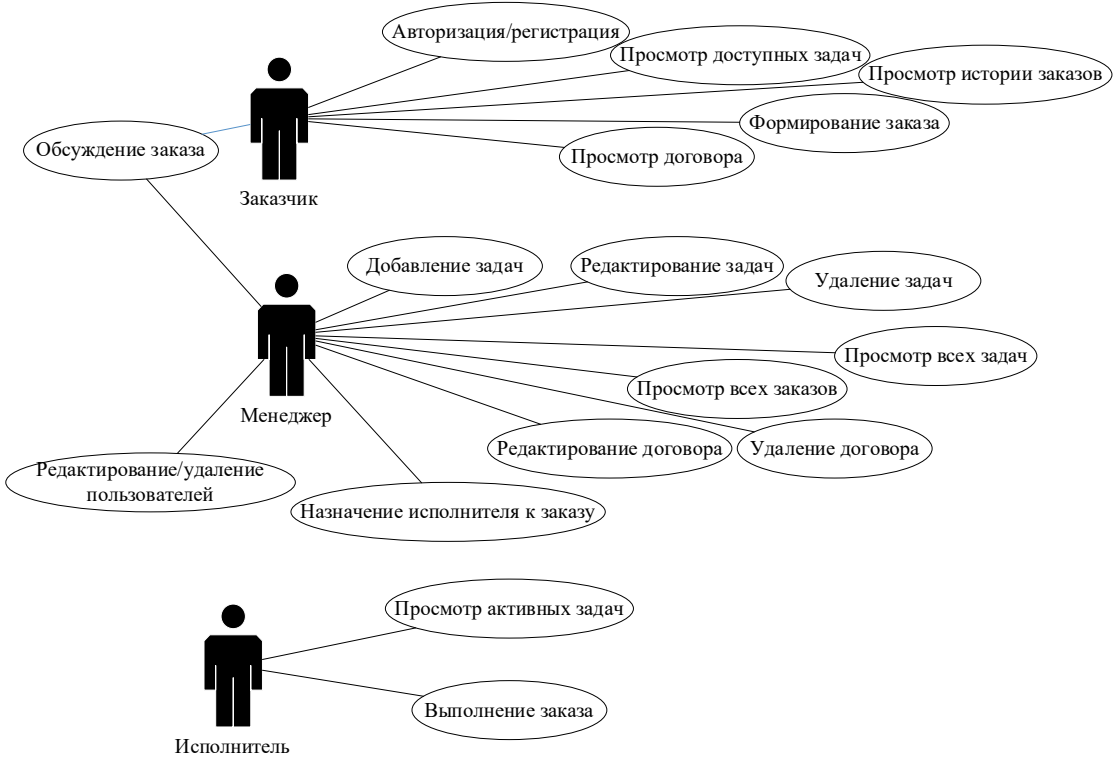 Авторизация/регистрация
Просмотр доступных задач
Просмотр истории заказов
Формирование заказа
Обсуждение заказа
Просмотр договора
Заказчик
Добавление задач
Редактирование задач
Удаление задач
Просмотр всех задач
Просмотр всех заказов
Менеджер
Редактирование договора
Удаление договора
Редактирование/удаление
пользователей
Назначение исполнителя к заказу
Просмотр активных задач
Выполнение заказа
Исполнитель